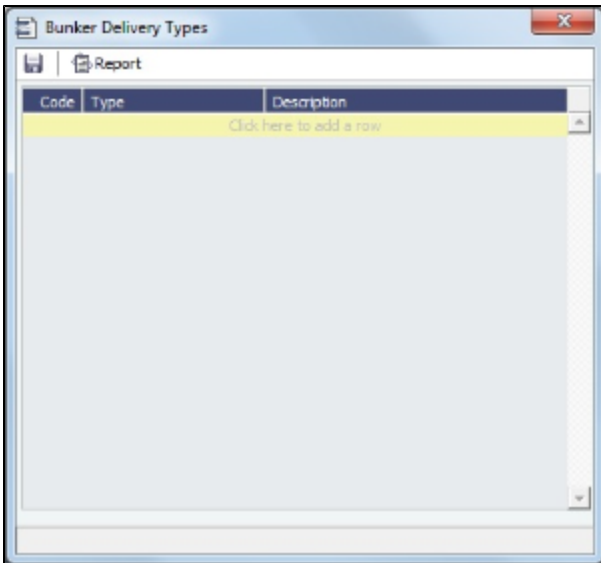 Bunker Delivery Types
Report
Code Type Description
Click here to add a row